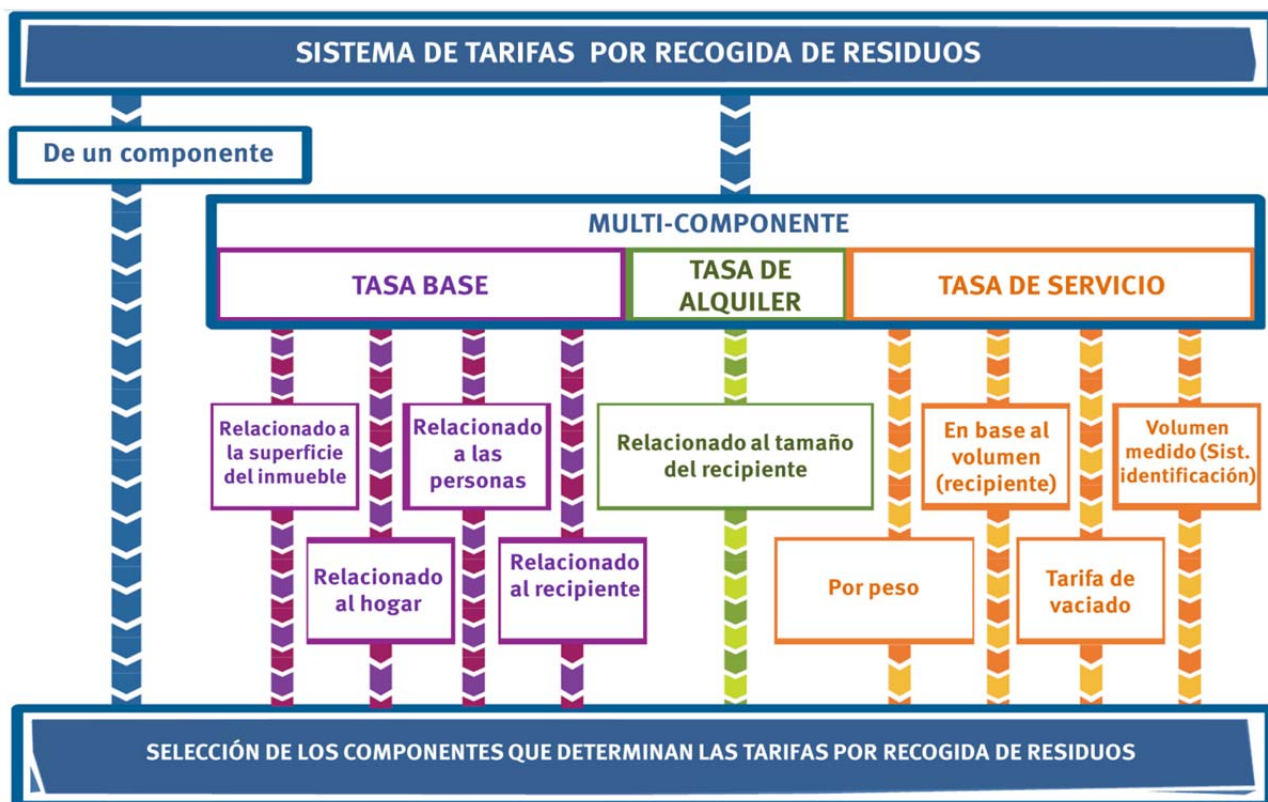 SISTEMA DE TARIFAS POR RECOGIDA DE RESIDUOS
De un componente
MULTI-COMPONENTE
TASA BASE
TASA DE
ALQUILER
TASA DE SERVICIO
Relacionado a
la superficie
del inmueble
Relacionado
a las
personas
Relacionado al tamaño
del recipiente
En base al
volumen
(recipiente)
Volumen
medido (Sist.
identificación)
Relacionado
al hogar
Relacionado
al recipiente
Por peso
Tarifa de
vaciado
SELECCIÓN DE LOS COMPONENTES QUE DETERMINAN LAS TARIFAS POR RECOGIDA DE RESIDUOS